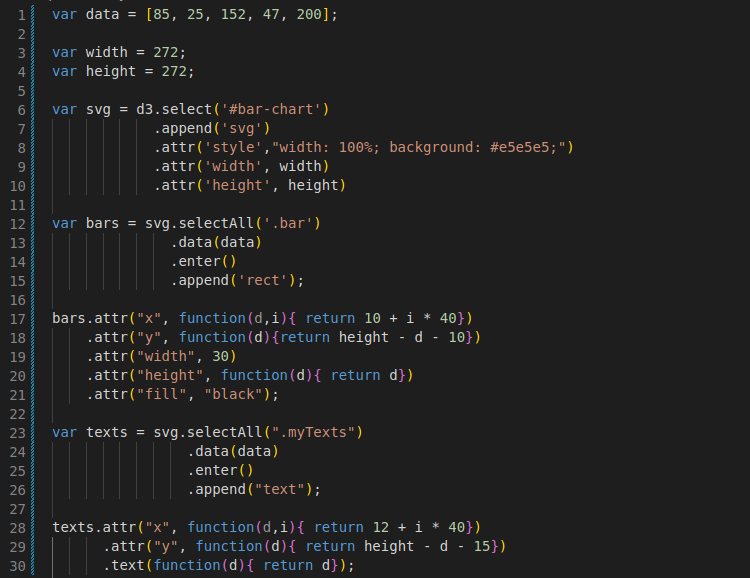 1 var data = [85, 25, 152, 47, 200];
2
3 var width = 272;
4 var height = 272;
5
6 var svg = d3.select('#bar-chart')
7 .append('svg')
8 .attr('style',"width: 100%; background: #e5e5e5;")
9 .attr('width', width)
10 .attr('height', height)
11
12 var bars = svg.selectAll('.bar')
13 .data(data)
14 .enter()
15 .append('rect');
16
17 bars.attr("x", function(d,i){ return 10 + i * 40})
18 .attr("y", function(d){return height - d - 10})
19 .attr("width", 30)
20 .attr("height", function(d){ return d})
21 .attr("fill", "black");
22
23 var texts = svg.selectAll(".myTexts")
24 .data(data)
25 .enter()
26 .append("text");
27
28 texts.attr("x", function(d,i){ return 12 + i * 40})
29 .attr("y", function(d){ return height - d - 15})
30 .text(function(d){ return d});